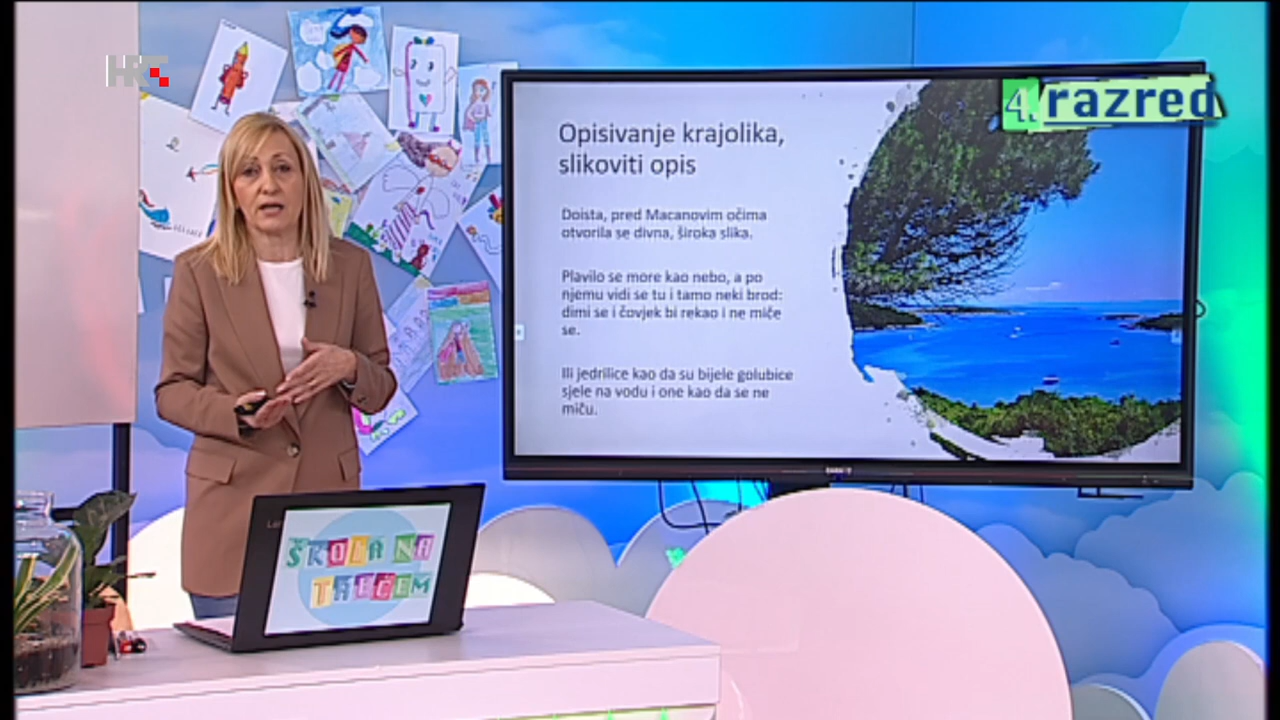 HRT
4. razred
Opisivanje krajolika,
slikoviti opis
Doista, pred Macanovim očima
otvorila se divna, široka slika.
Plavilo se more kao nebo, a po
njemu vidi se tu i tamo neki brod:
dimi se i čovjek bi rekao i ne miče
se.
Ili jedrilice kao da su bijele golubice
sjele na vodu i one kao da se ne
miču.
ŠKOLA NA
TREĆEM